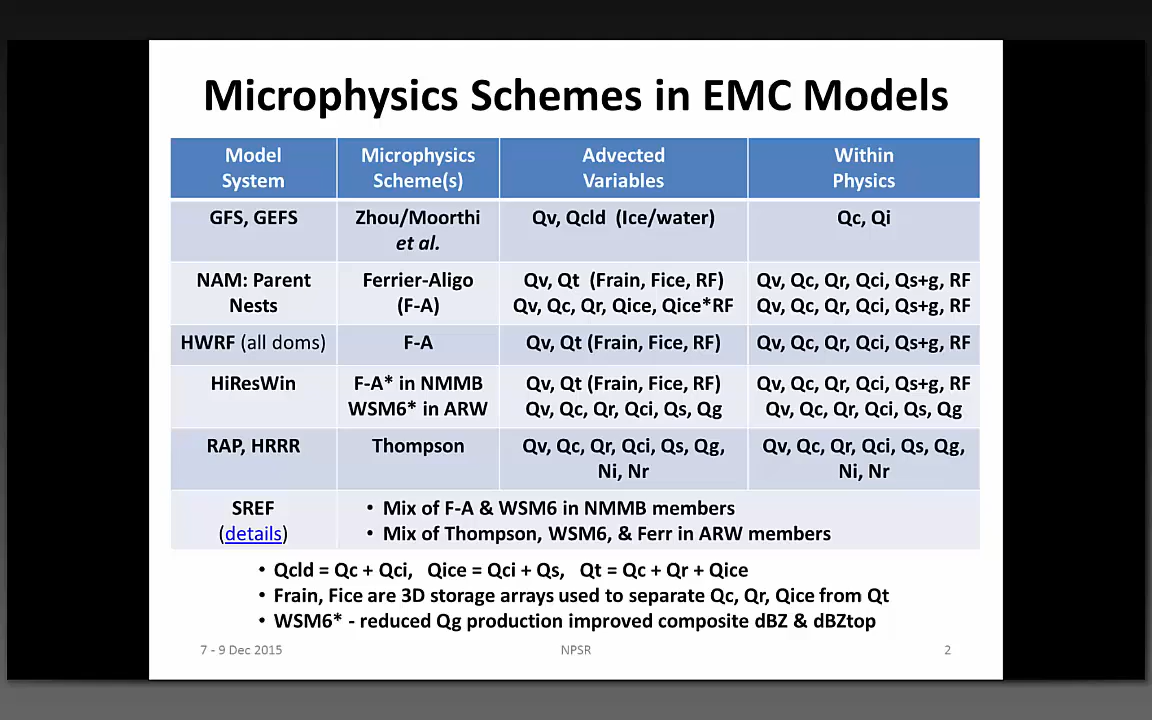 Microphysics Schemes in EMC Models
Model System
Microphysics Scheme(s)
Advected Variables
Within Physics
GFS, GEFS
Zhou/Moorthi et al.
Qv, Qcld (Ice/water)
Qc, Qi
NAM: Parent
Nests
Ferrier-Aligo
(F-A)
Qv, Qt (Frain, Fice, RF)
Qv, Qc, Qr, Qice, Qice*RF
Qv, Qc, Qr, Qci, Qs+g, RF
Qv, Qc, Qr, Qci, Qs+g, RF
HWRF (all doms)
F-A
Qv, Qt (Frain, Fice, RF)
Qv, Qc, Qr, Qci, Qs+g, RF
HiResWin
F-A* in NMMB
WSM6* in ARW
Qv, Qt (Frain, Fice, RF)
Qv, Qc, Qr, Qci, Qs, Qg
Qv, Qc, Qr, Qci, Qs+g, RF
Qv, Qc, Qr, Qci, Qs, Qg
RAP, HRRR
Thompson
Qv, Qc, Qr, Qci, Qs, Qg,
Ni, Nr
Qv, Qc, Qr, Qci, Qs, Qg,
Ni, Nr
SREF
(details)
• Mix of F-A & WSM6 in NMMB members
• Mix of Thompson, WSM6, & Ferr in ARW members
• Qcld = Qc + Qci, Qice = Qci + Qs, Qt = Qc + Qr + Qice
• Frain, Fice are 3D storage arrays used to separate Qc, Qr, Qice from Qt
• WSM6* - reduced Qg production improved composite dBZ & dBZtop
7 - 9 Dec 2015
NPSR
2